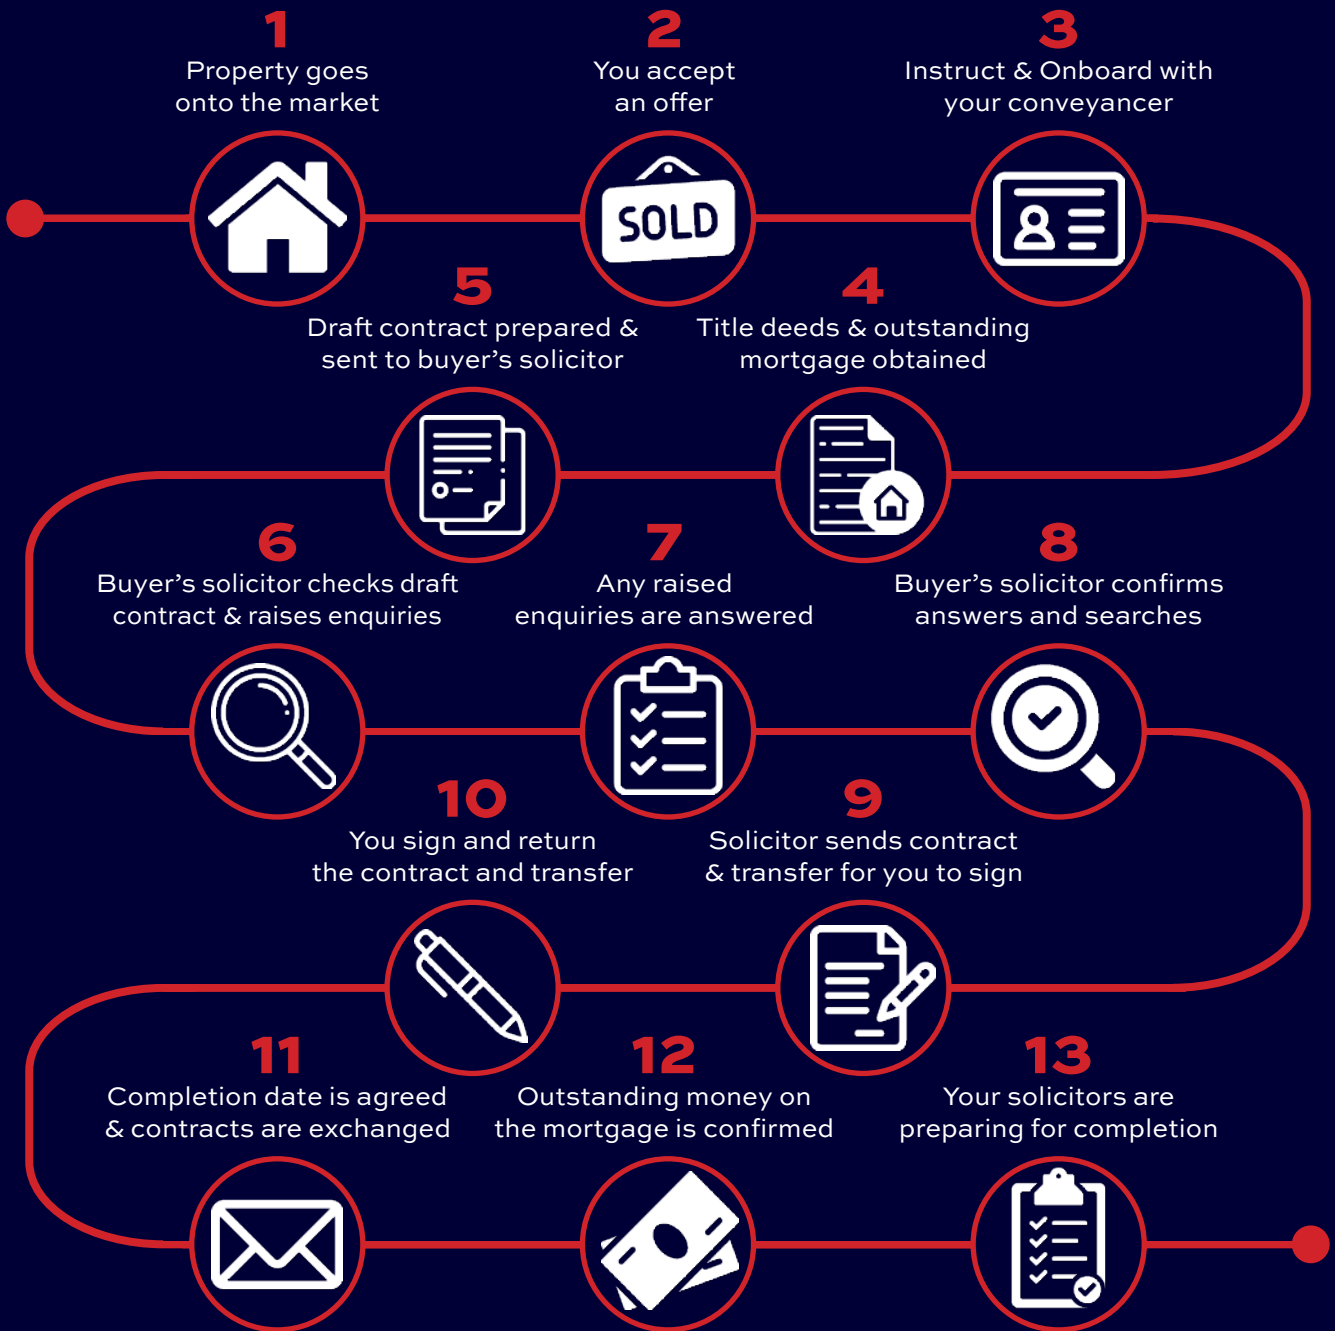 1
Property goes
onto the market
2
You accept
an offer
SOLD
3
Instruct & Onboard with
your conveyancer
4
Title deeds & outstanding
mortgage obtained
5
Draft contract prepared &
sent to buyer’s solicitor
6
Buyer’s solicitor checks draft
contract & raises enquiries
7
Any raised
enquiries are answered
8
Buyer’s solicitor confirms
answers and searches
9
Solicitor sends contract
& transfer for you to sign
10
You sign and return
the contract and transfer
11
Completion date is agreed
& contracts are exchanged
12
Outstanding money on
the mortgage is confirmed
13
Your solicitors are
preparing for completion